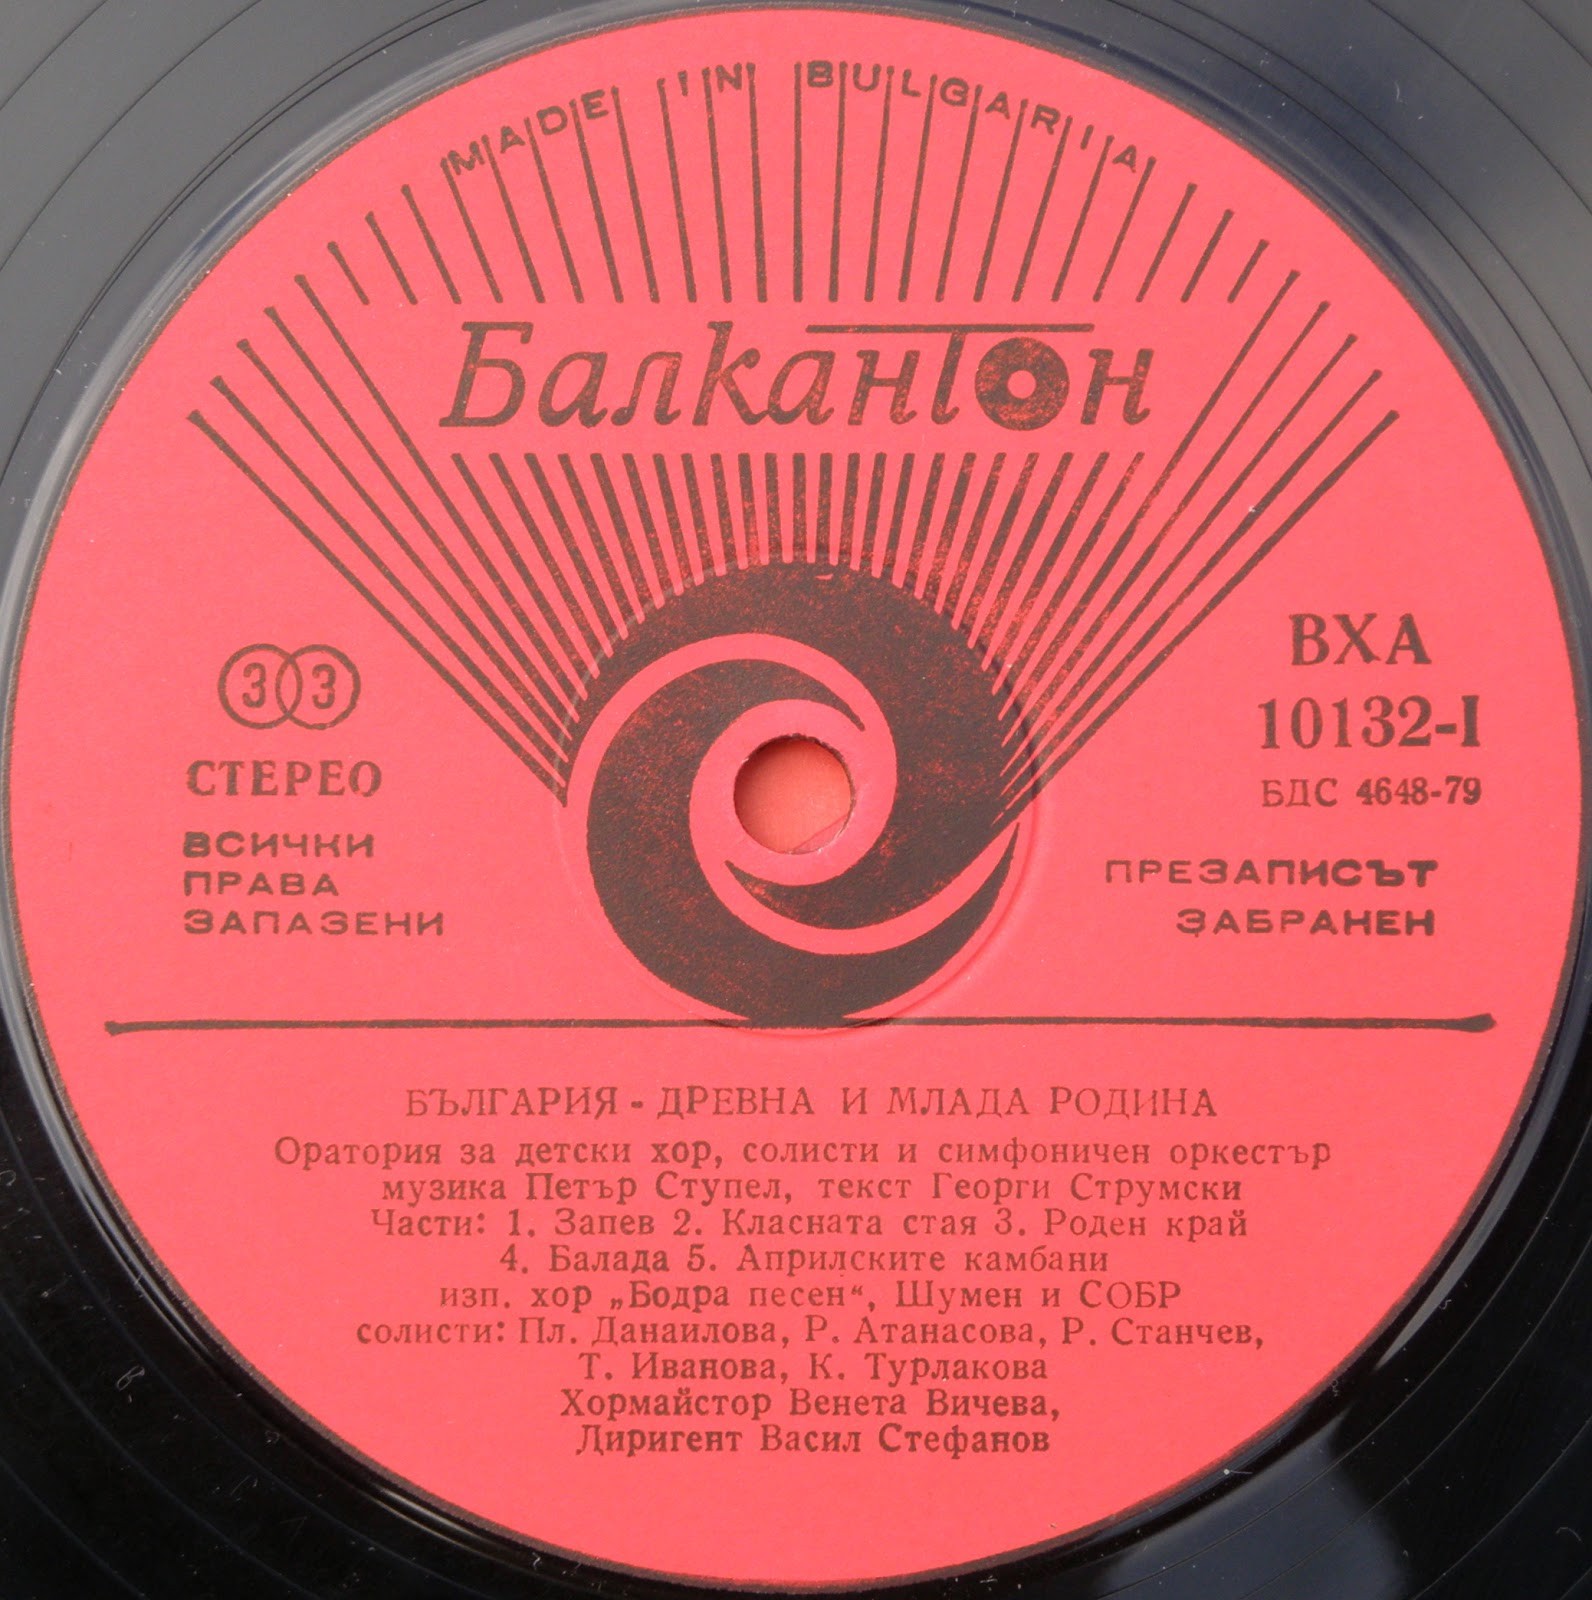 MADE IN BULGARIA
Балкантон
33
СТЕРЕО
ВСИЧКИ
ПРАВА
ЗАПАЗЕНИ
ВХА
10132-I
БДС 4648-79
ПРЕЗАПИСЪТ
ЗАБРАНЕН
БЪЛГАРИЯ - ДРЕВНА И МЛАДА РОДИНА
Оратория за детски хор, солисти и симфоничен оркестър
музика Петър Ступел, текст Георги Струмски
Части: 1. Запев 2. Класната стая 3. Роден край
4. Балада 5. Априлските камбани
изп. хор „Бодра песен“, Шумен и СОБР
солисти: Пл. Данаилова, Р. Атанасова, Р. Станчев,
Т. Иванова, К. Турлакова
Хормайстор Венета Вичева,
Диригент Васил Стефанов